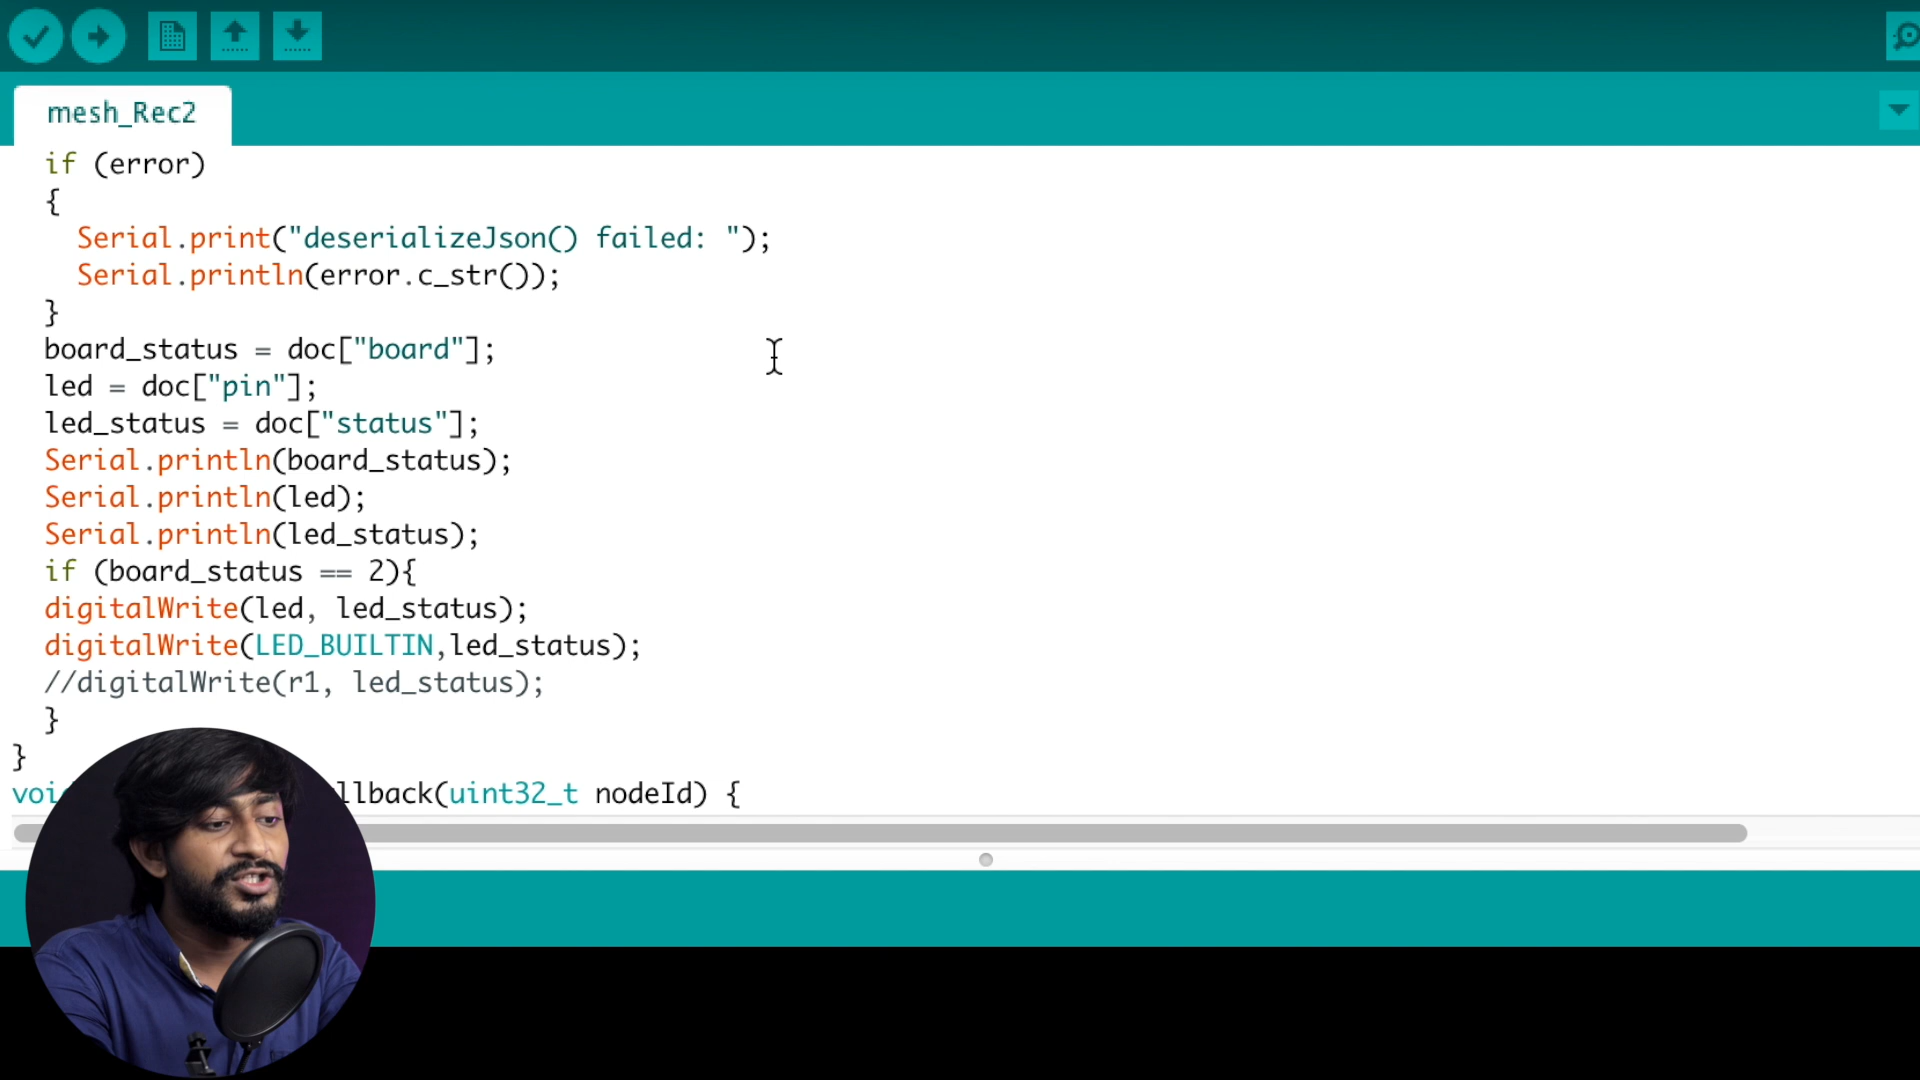 mesh_Rec2
if (error)
{
Serial.print("deserializeJson() failed: ");
Serial.println(error.c_str());
}
board_status = doc["board"];
led = doc["pin"];
led_status = doc["status"];
Serial.println(board_status);
Serial.println(led);
Serial.println(led_status);
if (board_status == 2){
digitalWrite(led, led_status);
digitalWrite(LED_BUILTIN,led_status);
//digitalWrite(r1, led_status);
}
}
(uint32_t nodeId) {